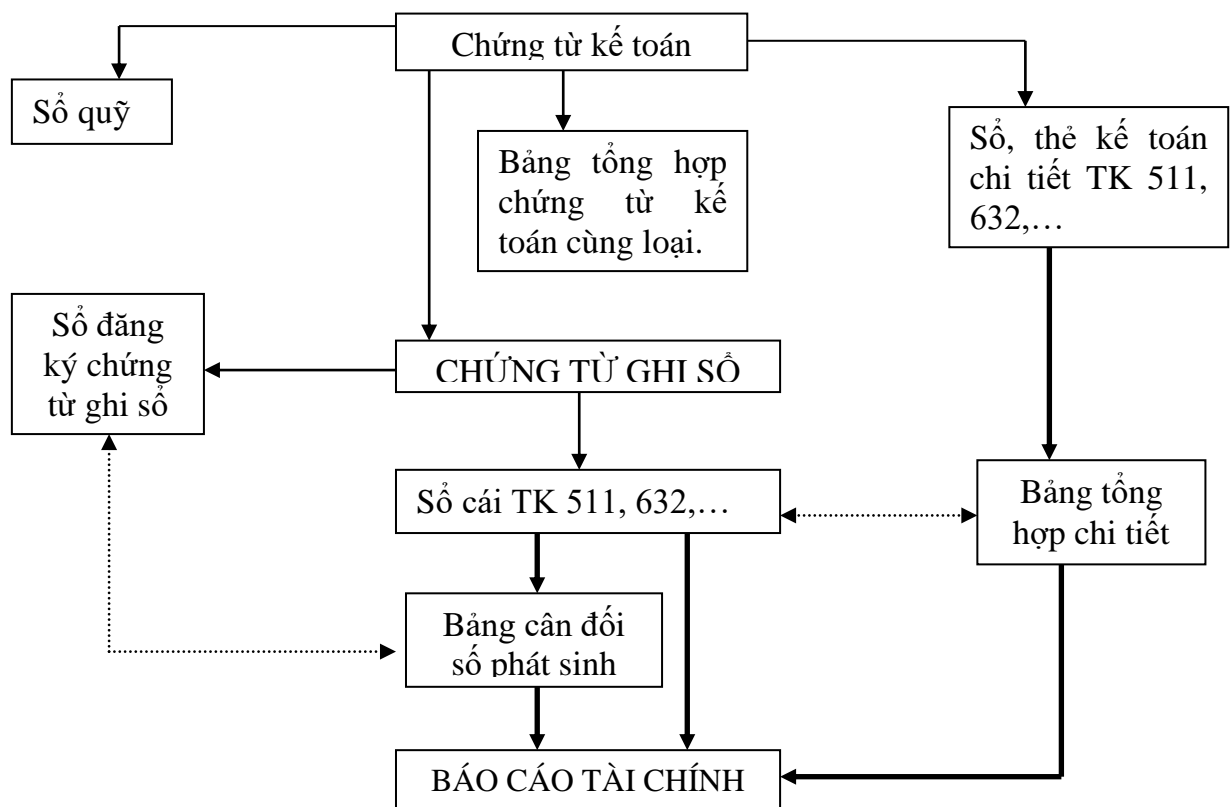 Chứng từ kế toán
Sổ quỹ
Bảng tổng hợp
chứng từ kế
toán cùng loại.
Sổ, thẻ kế toán
chi tiết TK 511,
632,…
Sổ đăng
ký chứng
từ ghi sổ
CHỨNG TỪ GHI SỔ
Sổ cái TK 511, 632,…
Bảng tổng
hợp chi tiết
Bảng cân đối
số phát sinh
BÁO CÁO TÀI CHÍNH